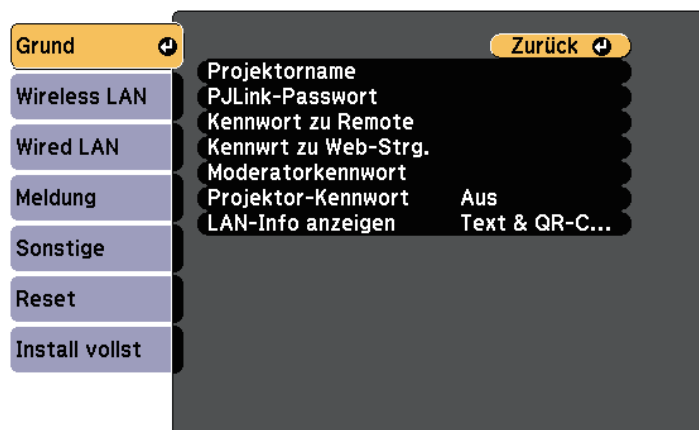 Grund
Wireless LAN
Wired LAN
Meldung
Sonstige
Reset
Install vollst
Zurück
Projektorname
PJLink-Passwort
Kennwort zu Remote
Kennwrt zu Web-Strg.
Moderatorkennwort
Projektor-Kennwort Aus
LAN-Info anzeigen Text & QR-C...